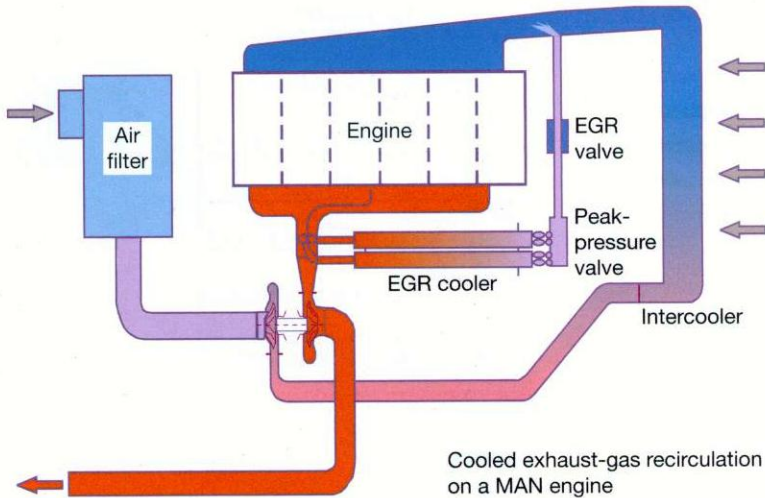 Air
filter
Engine
EGR
valve
Peak-
pressure
valve
EGR cooler
Intercooler
Cooled exhaust-gas recirculation
on a MAN engine